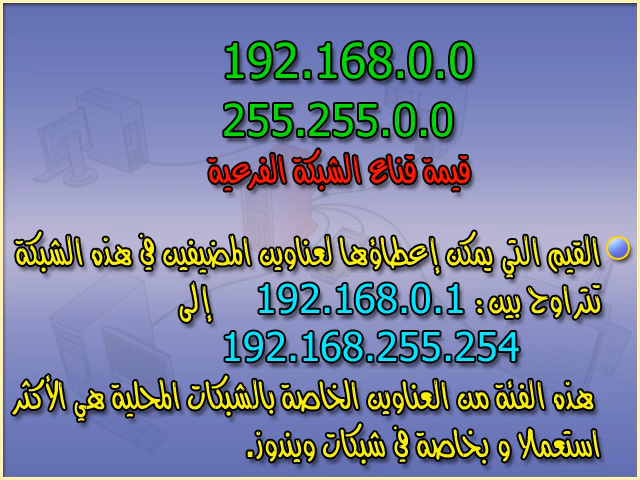 192.168.0.0
255.255.0.0
قيمة قناع الشبكة الفرعية
القيم التي يمكن إعطاؤها لعناوين المضيفين في هذه الشبكة
تتراوح بين : 192.168.0.1 إلى
192.168.255.254
هذه الفئة من العناوين الخاصة بالشبكات المحلية هي الأكثر
استعملا و بخاصة في شبكات ويندوز.